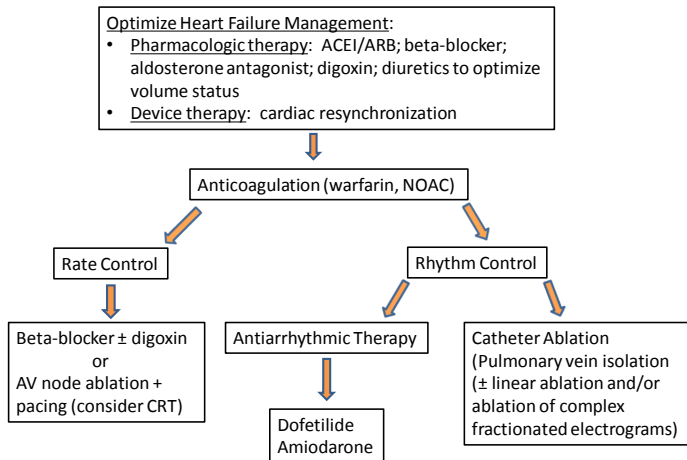 Optimize Heart Failure Management:
• Pharmacologic therapy: ACEI/ARB; beta-blocker;
aldosterone antagonist; digoxin; diuretics to optimize
volume status
• Device therapy: cardiac resynchronization
Anticoagulation (warfarin, NOAC)
Rate Control
Rhythm Control
Beta-blocker ± digoxin
or
AV node ablation +
pacing (consider CRT)
Antiarrhythmic Therapy
Catheter Ablation
(Pulmonary vein isolation
(± linear ablation and/or
ablation of complex
fractionated electrograms)
Dofetilide
Amiodarone